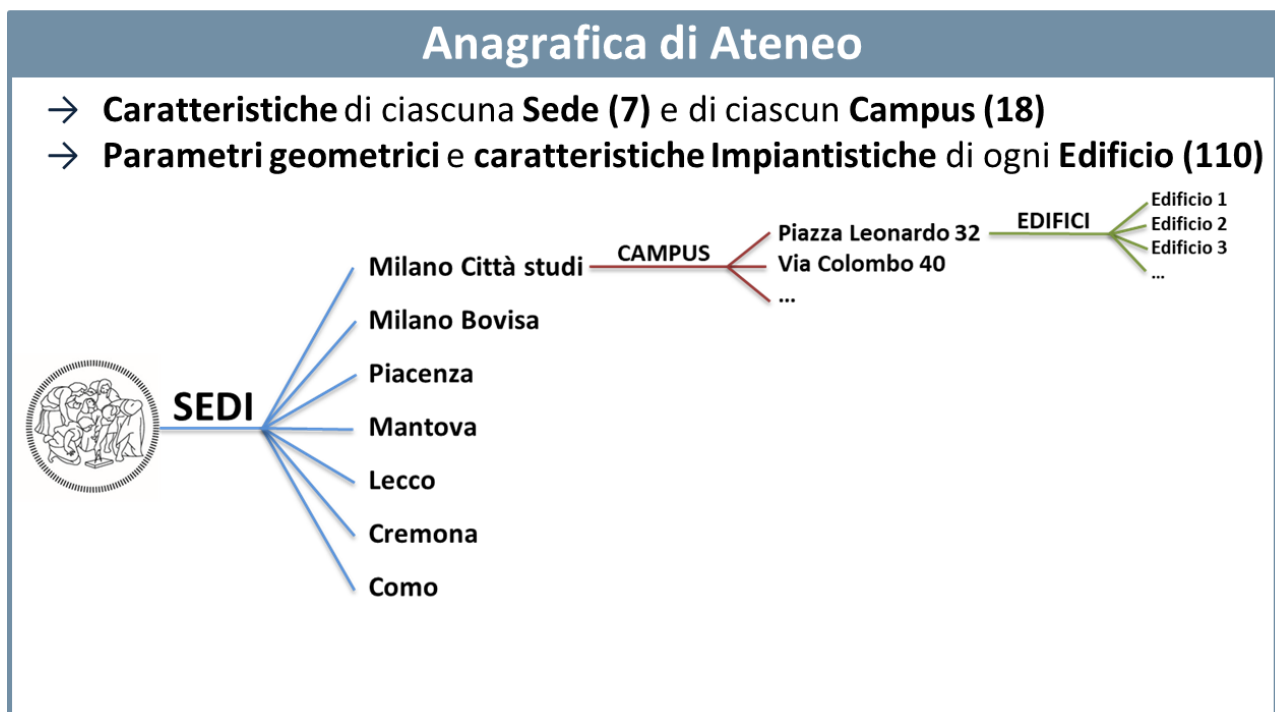 Anagrafica di Ateneo
→ Caratteristiche di ciascuna Sede (7) e di ciascun Campus (18)
→ Parametri geometrici e caratteristiche Impiantistiche di ogni Edificio (110)
SEDI
Milano Città studi
Milano Bovisa
Piacenza
Mantova
Lecco
Cremona
Como
CAMPUS
Piazza Leonardo 32
Via Colombo 40
...
EDIFICI
Edificio 1
Edificio 2
Edificio 3
...